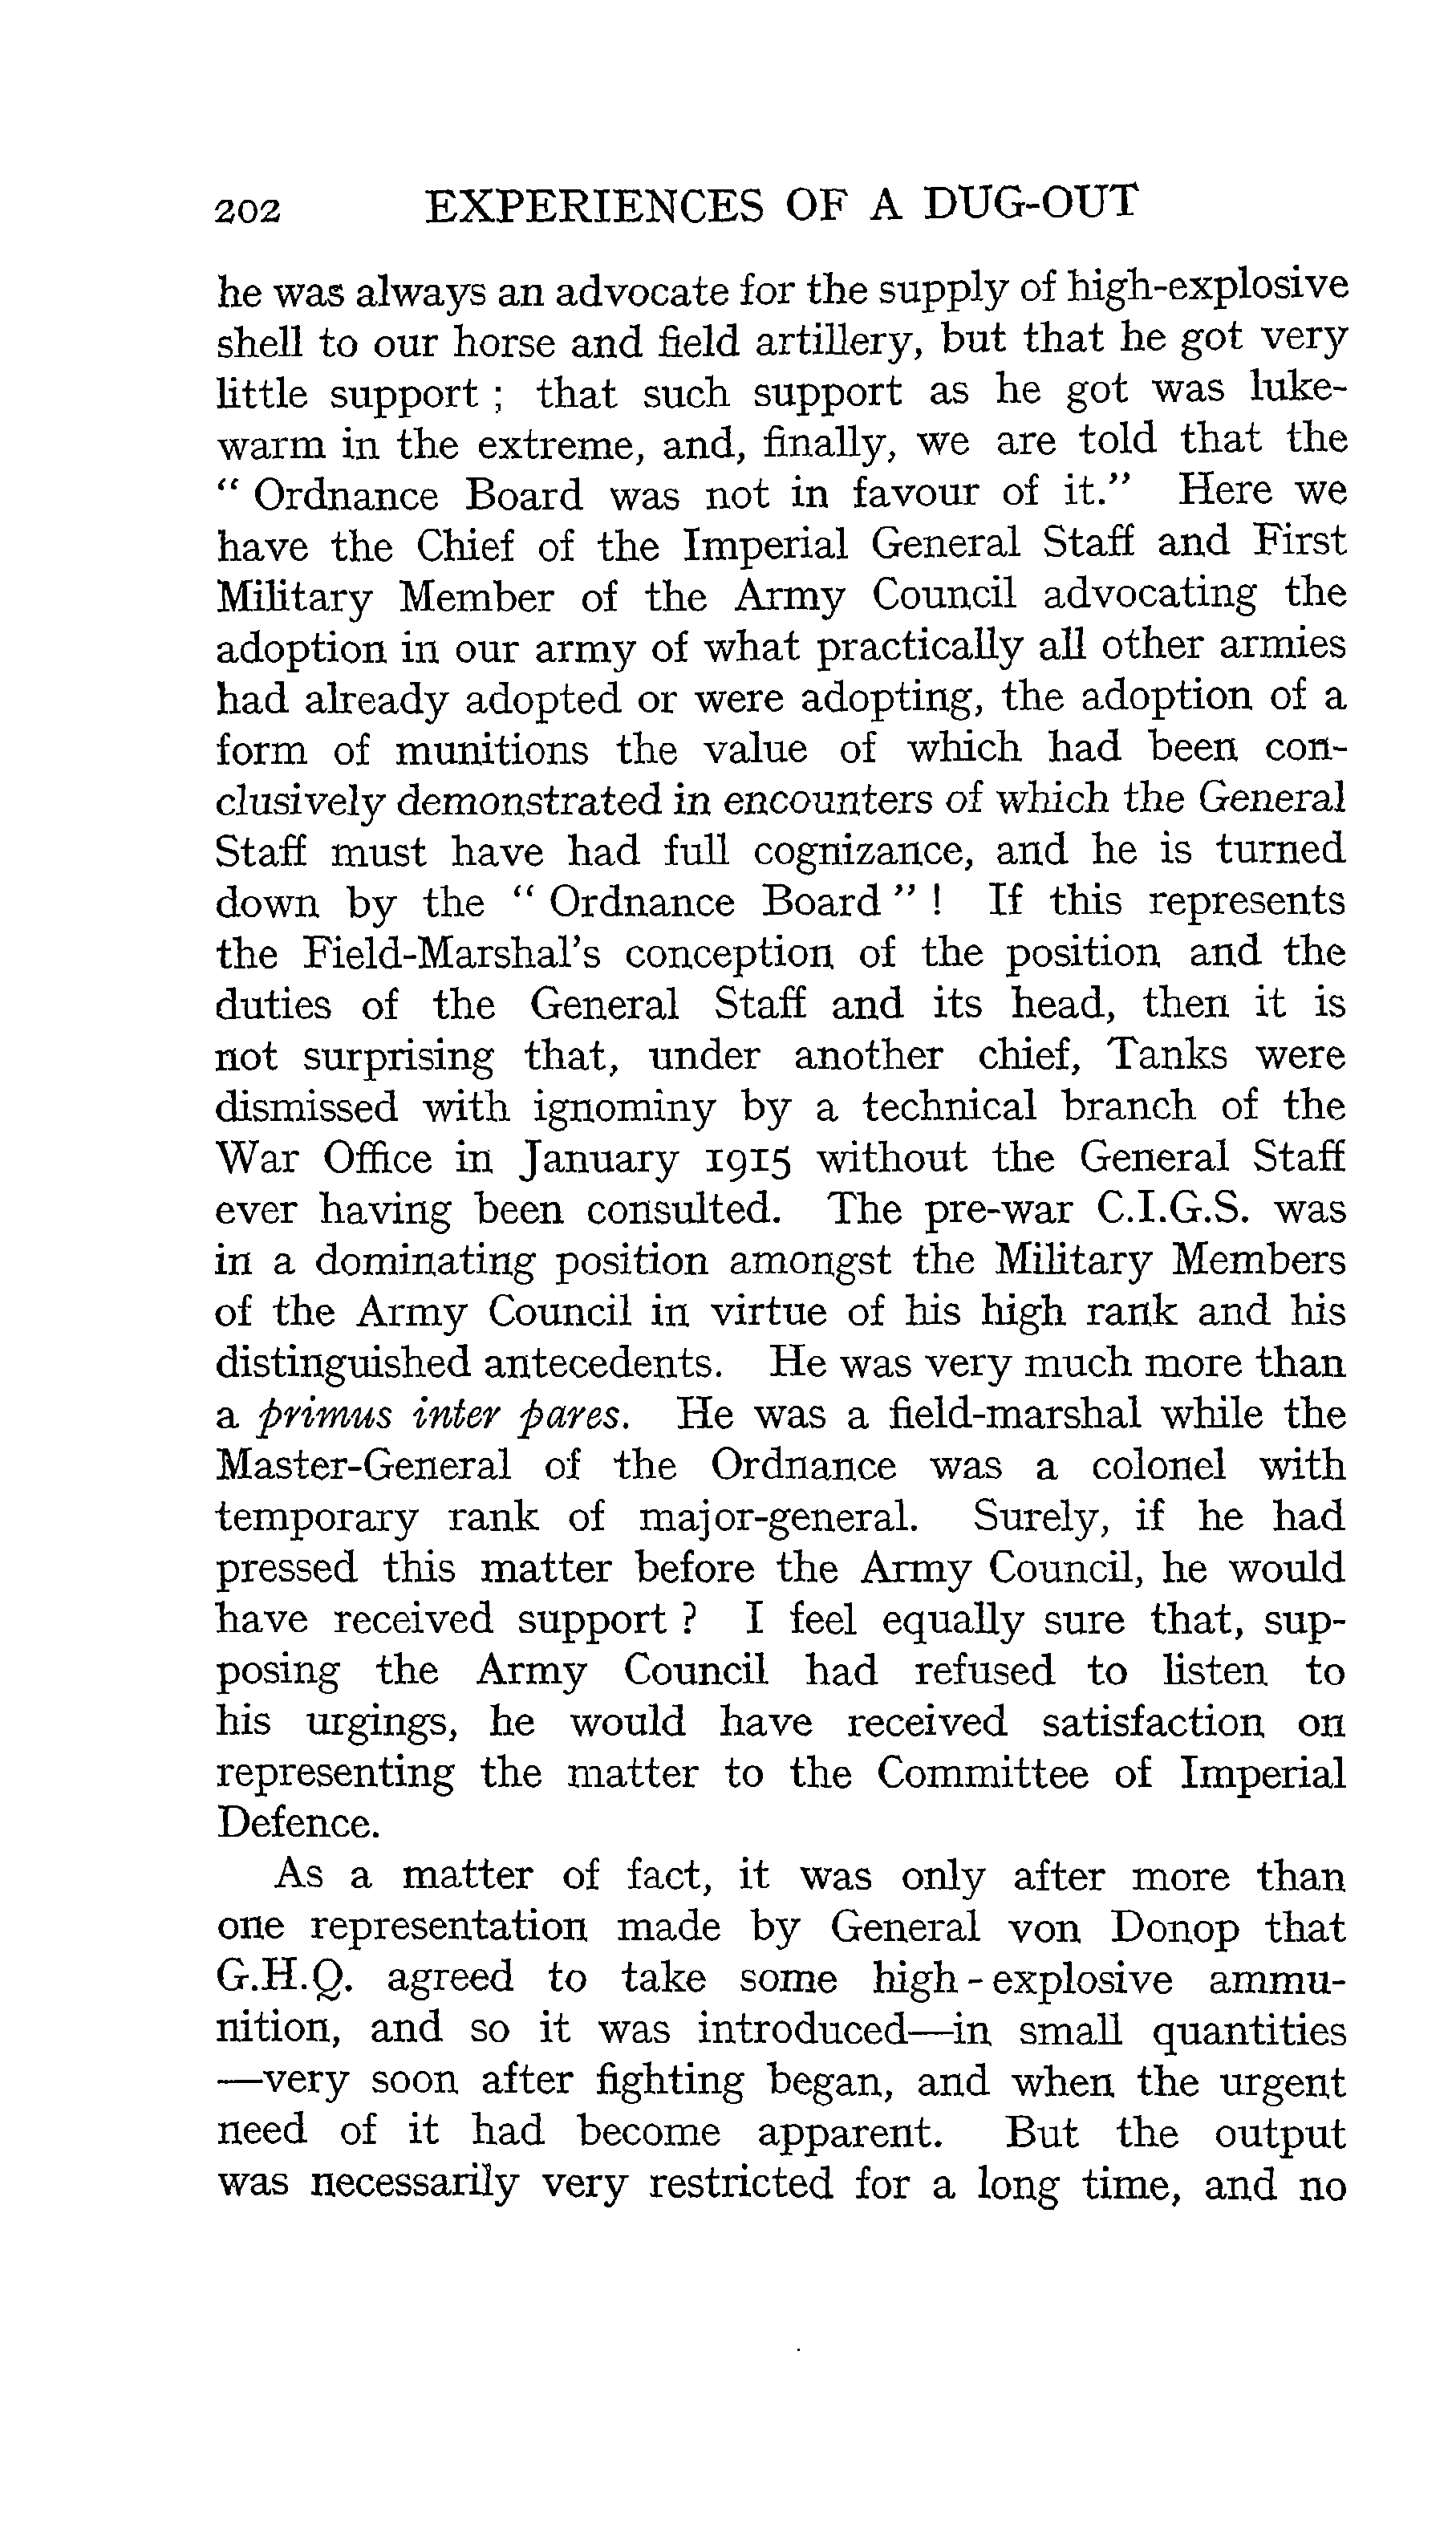 202 EXPERIENCES OF A DUG-OUT
he was always an advocate for the supply of high-explosive
shell to our horse and field artillery, but that he got very
little support ; that such support as he got was luke-
warm in the extreme, and, finally, we are told that the
“ Ordnance Board was not in favour of it.” Here we
have the Chief of the Imperial General Staff and First
Military Member of the Army Council advocating the
adoption in our army of what practically all other armies
had already adopted or were adopting, the adoption of a
form of munitions the value of which had been con-
clusively demonstrated in encounters of which the General
Staff must have had full cognizance, and he is turned
down by the “ Ordnance Board ” ! If this represents
the Field-Marshal’s conception of the position and the
duties of the General Staff and its head, then it is
not surprising that, under another chief, Tanks were
dismissed with ignominy by a technical branch of the
War Office in January 1915 without the General Staff
ever having been consulted. The pre-war C.I.G.S. was
in a dominating position amongst the Military Members
of the Army Council in virtue of his high rank and his
distinguished antecedents. He was very much more than
a primus inter pares. He was a field-marshal while the
Master-General of the Ordnance was a colonel with
temporary rank of major-general. Surely, if he had
pressed this matter before the Army Council, he would
have received support ? I feel equally sure that, sup-
posing the Army Council had refused to listen to
his urgings, he would have received satisfaction on
representing the matter to the Committee of Imperial
Defence.
As a matter of fact, it was only after more than
one representation made by General von Donop that
G.H.Q. agreed to take some high-explosive ammu-
nition, and so it was introduced—in small quantities
—very soon after fighting began, and when the urgent
need of it had become apparent. But the output
was necessarily very restricted for a long time, and no